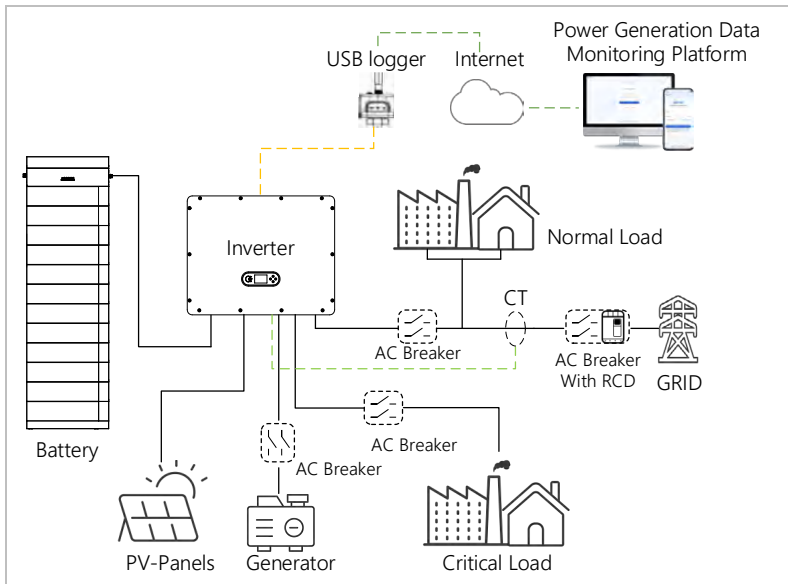 Power Generation Data
Monitoring Platform
USB logger
Internet
Inverter
Normal Load
CT
AC Breaker
AC Breaker
With RCD
GRID
Battery
AC Breaker
AC Breaker
PV-Panels
Generator
Critical Load